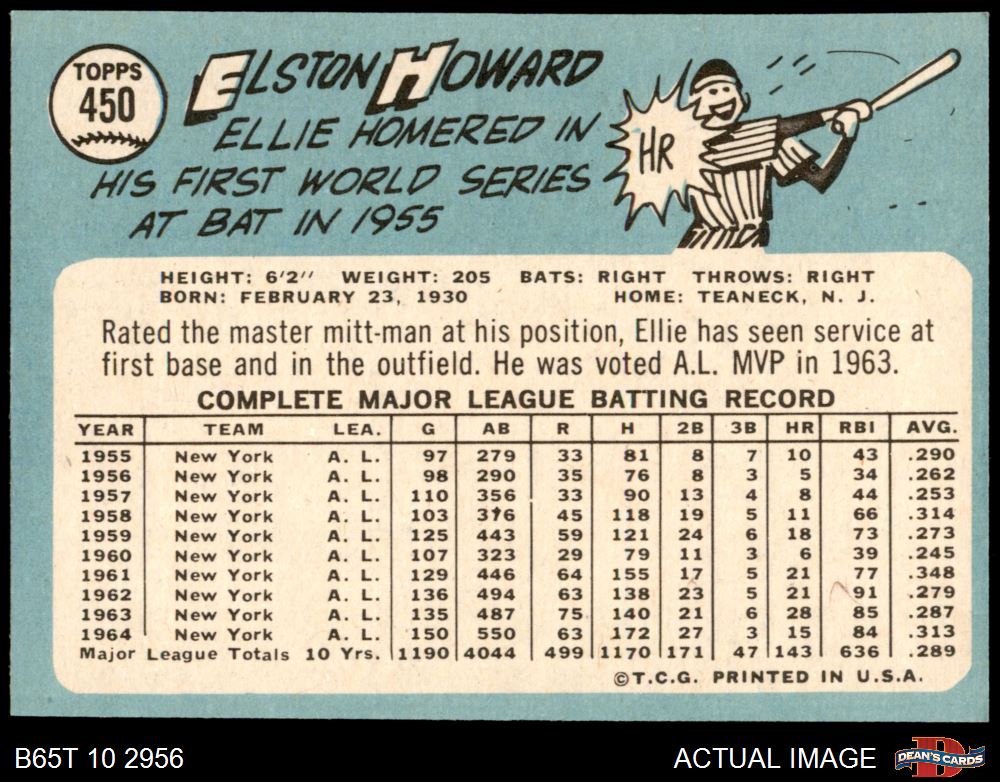 TOPPS
450
ELSTON HOWARD
ELLIE HOMERED IN
HIS FIRST WORLD SERIES
AT BAT IN 1955
HR
HEIGHT: 6'2" WEIGHT: 205 BATS: RIGHT THROWS: RIGHT
BORN: FEBRUARY 23, 1930 HOME: TEANECK, N. J.
Rated the master mitt-man at his position, Ellie has seen service at
first base and in the outfield. He was voted A.L. MVP in 1963.
COMPLETE MAJOR LEAGUE BATTING RECORD
YEAR TEAM LEA. G AB R H 2B 3B HR RBI AVG.
1955 New York A. L. 97 279 33 81 8 7 10 43 .290
1956 New York A. L. 98 290 35 76 8 3 5 34 .262
1957 New York A. L. 110 356 33 90 13 4 8 44 .253
1958 New York A. L. 103 376 45 118 19 5 11 66 .314
1959 New York A. L. 125 443 59 121 24 6 18 73 .273
1960 New York A. L. 107 323 29 79 11 3 6 39 .245
1961 New York A. L. 129 446 64 155 17 5 21 77 .348
1962 New York A. L. 136 494 63 138 23 5 21 91 .279
1963 New York A. L. 135 487 75 140 21 6 28 85 .287
1964 New York A. L. 150 550 63 172 27 3 15 84 .313
Major League Totals 10 Yrs. 1190 4044 499 1170 171 47 143 636 .289
©T.C.G. PRINTED IN U.S.A.
B65T 10 2956 ACTUAL IMAGE
D
DEAN'S CARDS